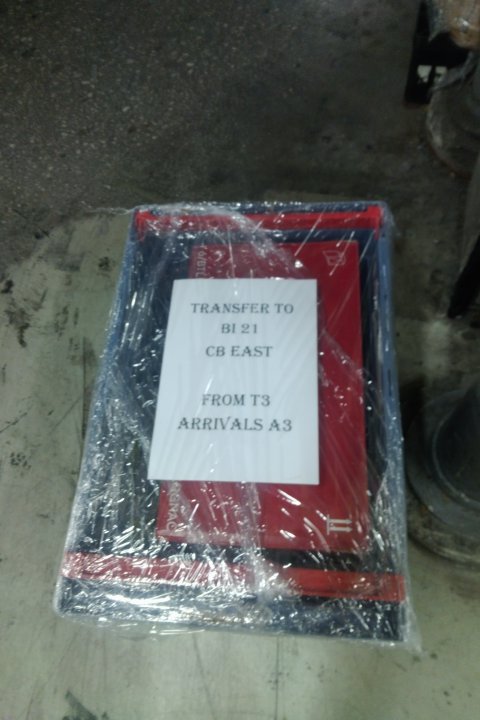 TRANSFER TO
BI 21
CB EAST
FROM T3
ARRIVALS A3